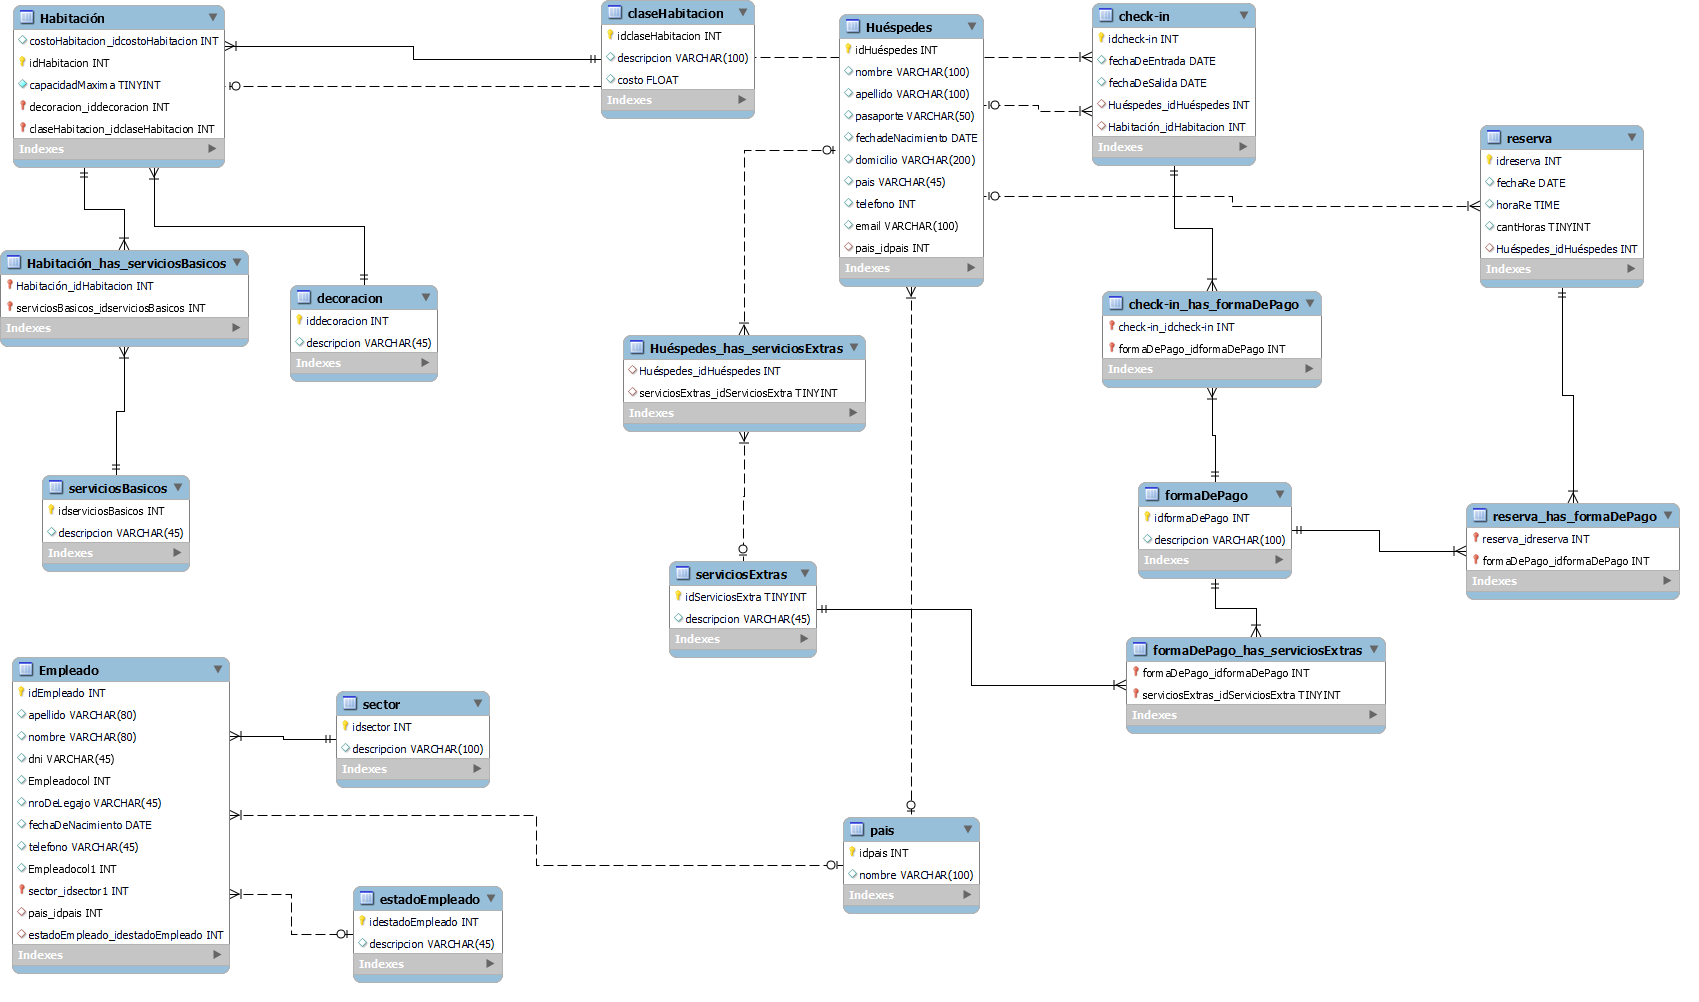 Habitación
costoHabitacion_idcostoHabitacion INT
idHabitacion INT
capacidadMaxima TINYINT
decoracion_iddecoracion INT
claseHabitacion_idclaseHabitacion INT
Indexes
claseHabitacion
idclaseHabitacion INT
descripcion VARCHAR(100)
costo FLOAT
Indexes
Huéspedes
idHuéspedes INT
nombre VARCHAR(100)
apellido VARCHAR(100)
pasaporte VARCHAR(50)
fechadeNacimiento DATE
domicilio VARCHAR(200)
pais VARCHAR(45)
telefono INT
email VARCHAR(100)
pais_idpais INT
Indexes
check-in
idcheck-in INT
fechaDeEntrada DATE
fechaDeSalida DATE
Huéspedes_idHuéspedes INT
Habitación_idHabitacion INT
Indexes
reserva
idreserva INT
fechaRe DATE
horaRe TIME
cantHoras TINYINT
Huéspedes_idHuéspedes INT
Indexes
Habitación_has_serviciosBasicos
Habitación_idHabitacion INT
serviciosBasicos_idserviciosBasicos INT
Indexes
decoracion
iddecoracion INT
descripcion VARCHAR(45)
Indexes
Huéspedes_has_serviciosExtras
Huéspedes_idHuéspedes INT
serviciosExtras_idServiciosExtra TINYINT
Indexes
check-in_has_formaDePago
check-in_idcheck-in INT
formaDePago_idformaDePago INT
Indexes
serviciosBasicos
idserviciosBasicos INT
descripcion VARCHAR(45)
Indexes
formaDePago
idformaDePago INT
descripcion VARCHAR(100)
Indexes
reserva_has_formaDePago
reserva_idreserva INT
formaDePago_idformaDePago INT
Indexes
serviciosExtras
idServiciosExtra TINYINT
descripcion VARCHAR(45)
Indexes
formaDePago_has_serviciosExtras
formaDePago_idformaDePago INT
serviciosExtras_idServiciosExtra TINYINT
Indexes
Empleado
idEmpleado INT
apellido VARCHAR(80)
nombre VARCHAR(80)
dni VARCHAR(45)
Empleadocol INT
nroDeLegajo VARCHAR(45)
fechaDeNacimiento DATE
telefono VARCHAR(45)
Empleadocol1 INT
sector_idsector1 INT
pais_idpais INT
estadoEmpleado_idestadoEmpleado INT
Indexes
sector
idsector INT
descripcion VARCHAR(100)
Indexes
pais
idpais INT
nombre VARCHAR(100)
Indexes
estadoEmpleado
idestadoEmpleado INT
descripcion VARCHAR(45)
Indexes